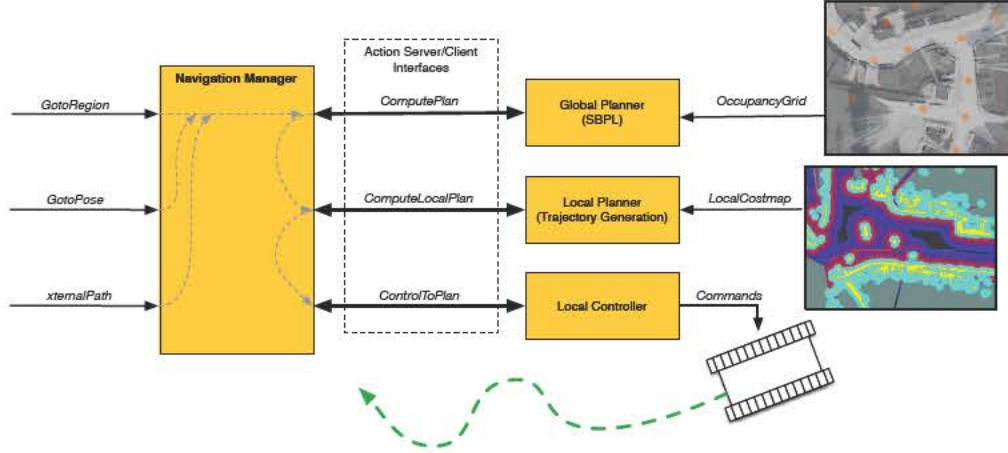 Action Server/Client
Interfaces
Navigation Manager
GotoRegion
ComputePlan
Global Planner
(SBPL)
OccupancyGrid
GotoPose
ComputeLocalPlan
Local Planner
(Trajectory Generation)
LocalCostmap
xternalPath
ControlToPlan
Local Controller
Commands